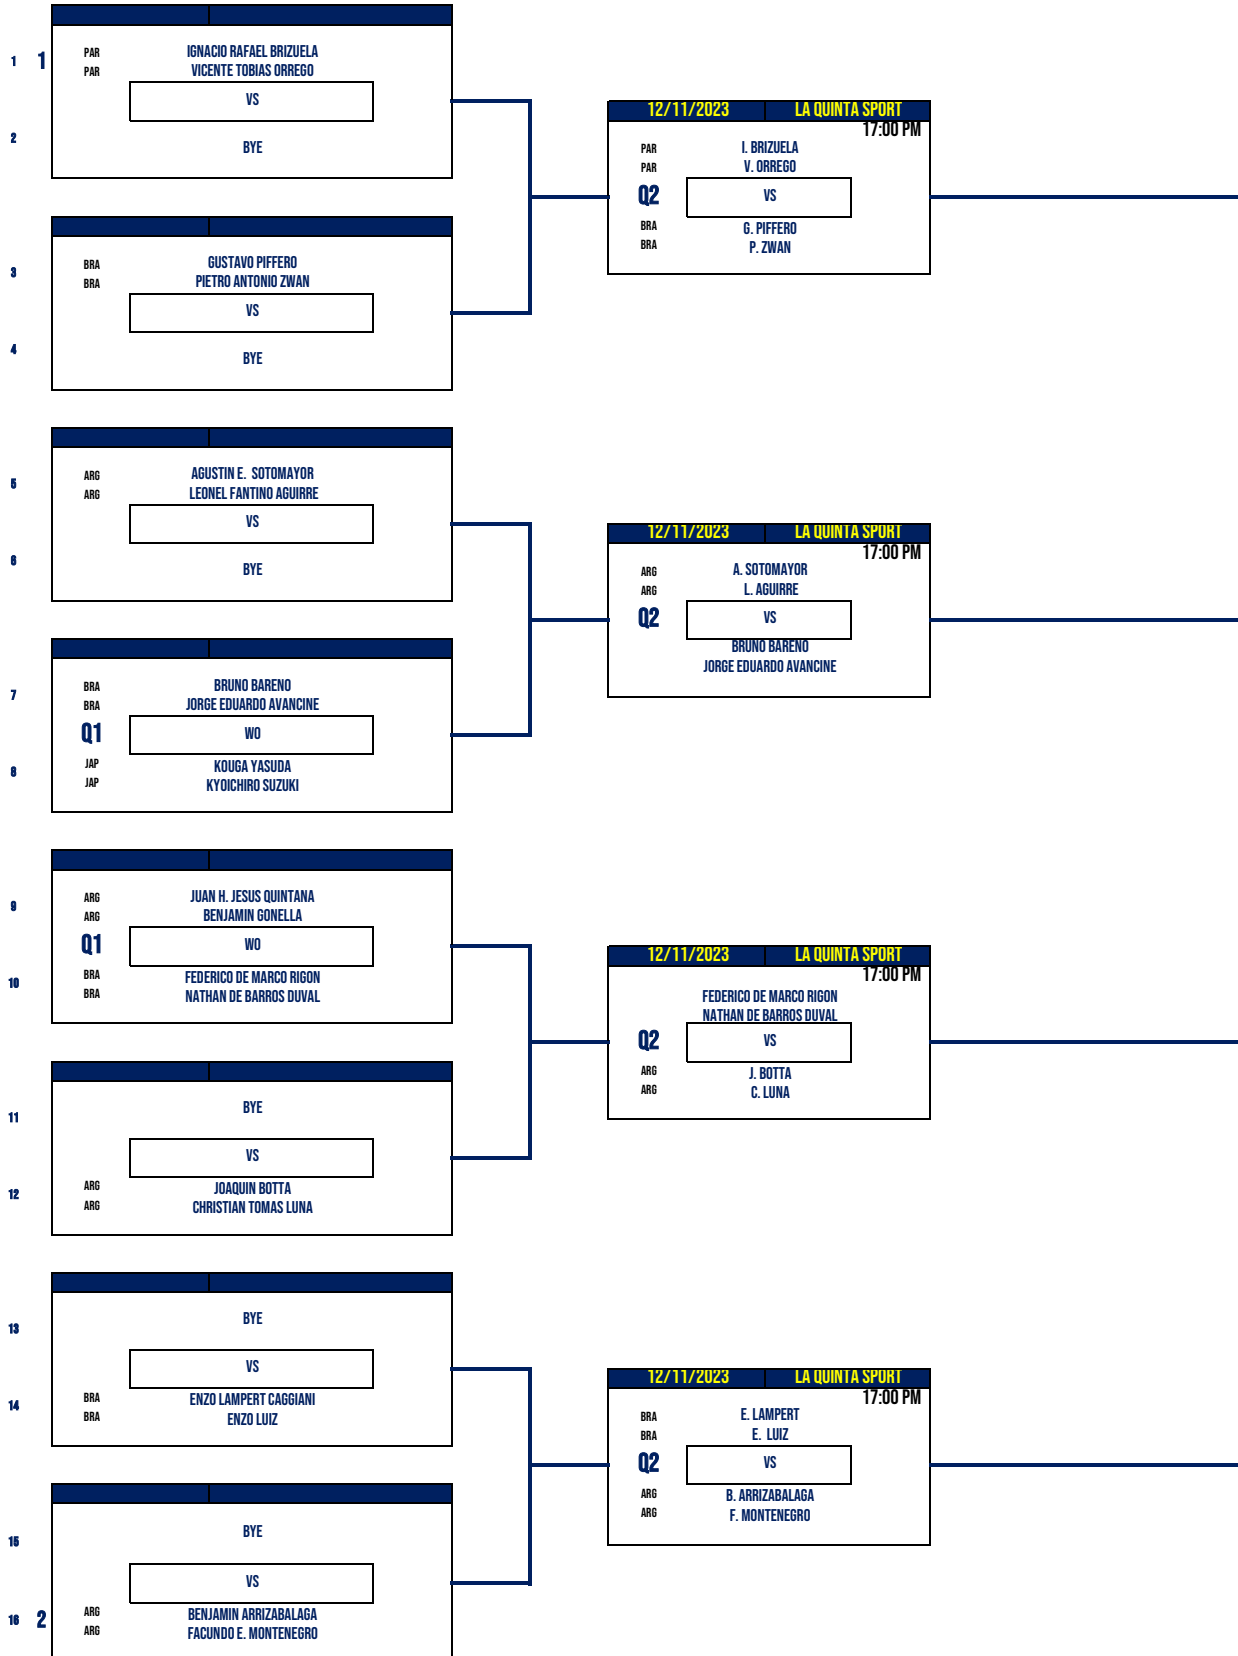 1 1 PAR IGNACIO RAFAEL BRIZUELA
PAR VICENTE TOBIAS ORREGO
VS
2 BYE
3 BRA GUSTAVO PIFFERO
BRA PIETRO ANTONIO ZWAN
VS
4 BYE
5 ARG AGUSTIN E. SOTOMAYOR
ARG LEONEL FANTINO AGUIRRE
VS
6 BYE
7 BRA BRUNO BARENO
BRA JORGE EDUARDO AVANCINE
Q1 WO
8 JAP KOUGA YASUDA
JAP KYOICHIRO SUZUKI
9 ARG JUAN H. JESUS QUINTANA
ARG BENJAMIN GONELLA
Q1 WO
10 BRA FEDERICO DE MARCO RIGON
BRA NATHAN DE BARROS DUVAL
11 BYE
VS
12 ARG JOAQUIN BOTTA
ARG CHRISTIAN TOMAS LUNA
13 BYE
VS
14 BRA ENZO LAMPERT CAGGIANI
BRA ENZO LUIZ
15 BYE
VS
16 2 ARG BENJAMIN ARRIZABALAGA
ARG FACUNDO E. MONTENEGRO
12/11/2023 LA QUINTA SPORT
17:00 PM
PAR I. BRIZUELA
PAR V. ORREGO
Q2 VS
BRA G. PIFFERO
BRA P. ZWAN
12/11/2023 LA QUINTA SPORT
17:00 PM
ARG A. SOTOMAYOR
ARG L. AGUIRRE
Q2 VS
BRUNO BARENO
JORGE EDUARDO AVANCINE
12/11/2023 LA QUINTA SPORT
17:00 PM
FEDERICO DE MARCO RIGON
NATHAN DE BARROS DUVAL
Q2 VS
ARG J. BOTTA
ARG C. LUNA
12/11/2023 LA QUINTA SPORT
17:00 PM
BRA E. LAMPERT
BRA E. LUIZ
Q2 VS
ARG B. ARRIZABALAGA
ARG F. MONTENEGRO